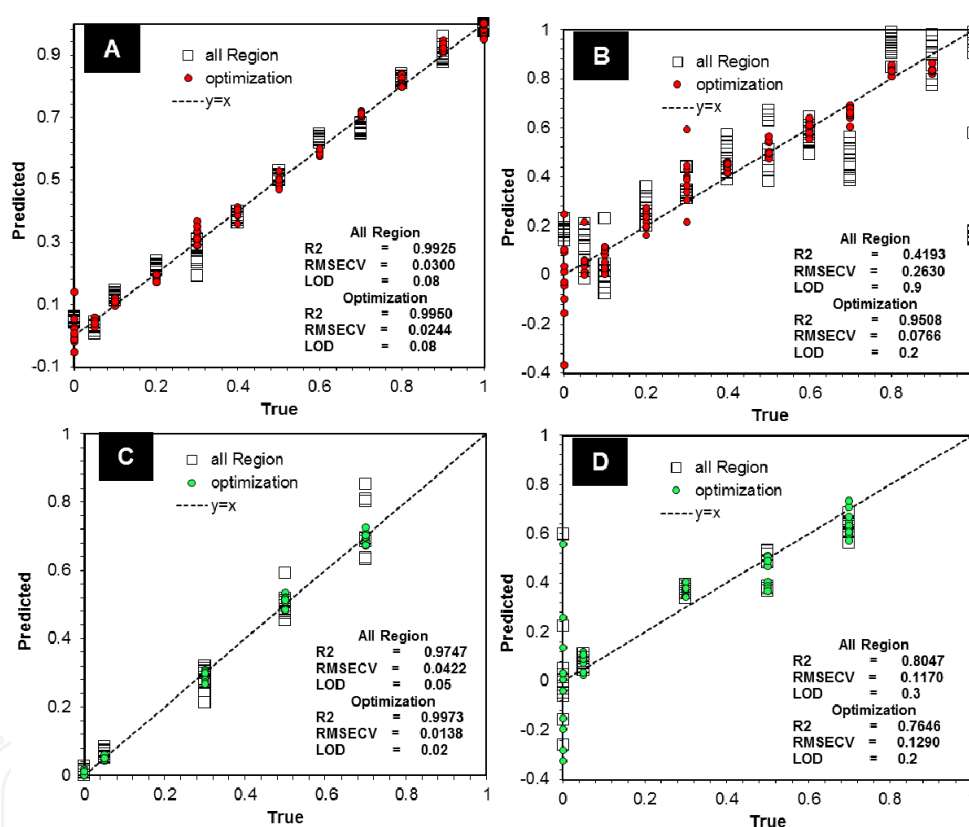 A
all Region
optimization
y=x
0.9
0.7
0.5
0.3
0.1
-0.1
Predicted
0
0.2
0.4
0.6
0.8
1
True
All Region
R2 = 0.9925
RMSECV = 0.0300
LOD = 0.08
Optimization
R2 = 0.9950
RMSECV = 0.0244
LOD = 0.08
B
all Region
optimization
y=x
1
0.8
0.6
0.4
0.2
0
-0.2
-0.4
Predicted
0
0.2
0.4
0.6
0.8
True
All Region
R2 = 0.4193
RMSECV = 0.2630
LOD = 0.9
Optimization
R2 = 0.9508
RMSECV = 0.0766
LOD = 0.2
C
all Region
optimization
y=x
1
0.8
0.6
0.4
0.2
0
Predicted
0
0.2
0.4
0.6
0.8
1
True
All Region
R2 = 0.9747
RMSECV = 0.0422
LOD = 0.05
Optimization
R2 = 0.9973
RMSECV = 0.0138
LOD = 0.02
D
all Region
optimization
y=x
1
0.8
0.6
0.4
0.2
0
-0.2
-0.4
Predicted
0
0.2
0.4
0.6
0.8
True
All Region
R2 = 0.8047
RMSECV = 0.1170
LOD = 0.3
Optimization
R2 = 0.7646
RMSECV = 0.1290
LOD = 0.2